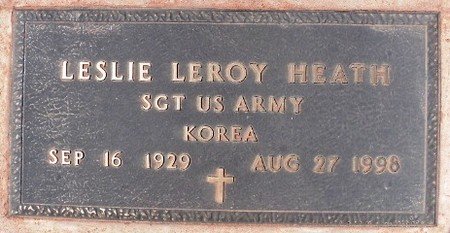 LESLIE LEROY HEATH
SGT US ARMY
KOREA
SEP 16 1929 AUG 27 1998